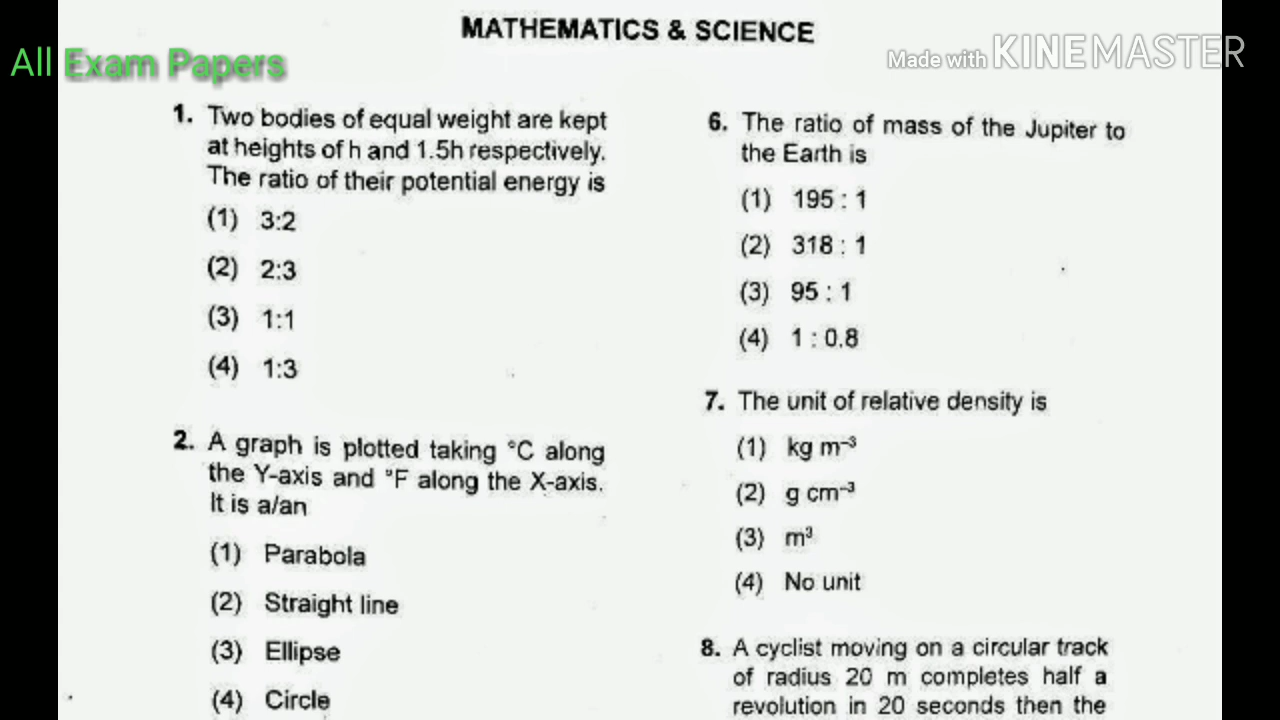 MATHEMATICS & SCIENCE
All Exam Papers
Made with KINEMASTER
1. Two bodies of equal weight are kept
at heights of h and 1.5h respectively.
The ratio of their potential energy is
(1) 3:2
(2) 2:3
(3) 1:1
(4) 1:3
2. A graph is plotted taking °C along
the Y-axis and °F along the X-axis.
It is a/an
(1) Parabola
(2) Straight line
(3) Ellipse
(4) Circle
6. The ratio of mass of the Jupiter to
the Earth is
(1) 195 : 1
(2) 318 : 1
(3) 95 : 1
(4) 1 : 0.8
7. The unit of relative density is
(1) kg m⁻³
(2) g cm⁻³
(3) m³
(4) No unit
8. A cyclist moving on a circular track
of radius 20 m completes half a
revolution in 20 seconds then the